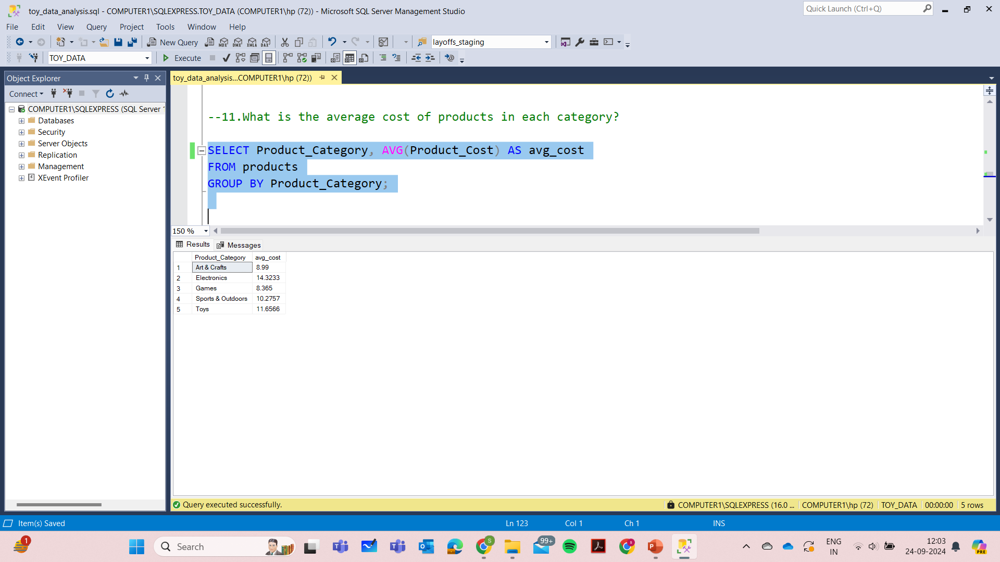 toy_data_analysis.sql - COMPUTER1\SQLEXPRESS.TOY_DATA (COMPUTER1\hp (72)) - Microsoft SQL Server Management Studio
Quick Launch (Ctrl+Q)
File Edit View Query Project Tools Window Help
New Query
MDX DMX XMLA DAX
layoffs_staging
TOY_DATA
Execute
Object Explorer
toy_data_analysis...COMPUTER1\hp (72))
Connect
COMPUTER1\SQLEXPRESS (SQL Server
Databases
Security
Server Objects
Replication
Management
XEvent Profiler
--11.What is the average cost of products in each category?
SELECT Product_Category, AVG(Product_Cost) AS avg_cost
FROM products
GROUP BY Product_Category;
150 %
Results Messages
Product_Category avg_cost
1 Art & Crafts 8.99
2 Electronics 14.3233
3 Games 8.365
4 Sports & Outdoors 10.2757
5 Toys 11.6566
Query executed successfully.
COMPUTER1\SQLEXPRESS (16.0 ... COMPUTER1\hp (72) TOY_DATA 00:00:00 5 rows
Item(s) Saved
Ln 123 Col 1 Ch 1 INS
1
Search
99+
ENG
IN
12:03
24-09-2024
PRE